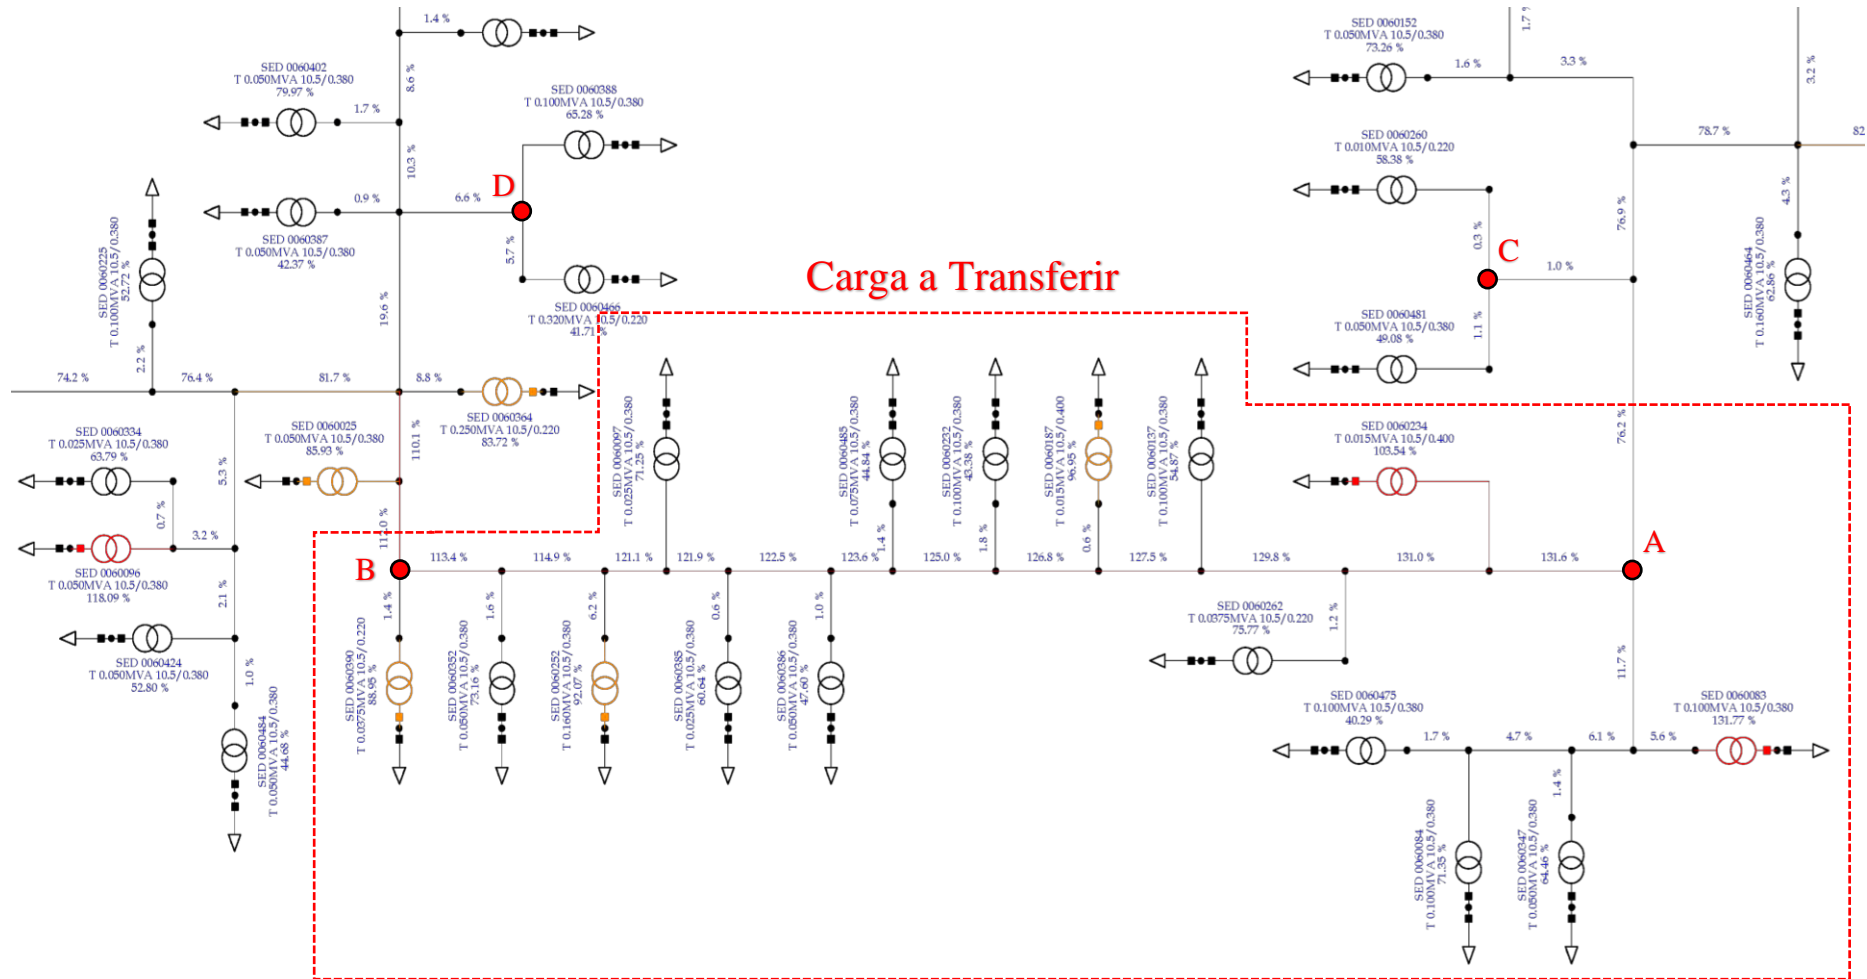 1.4 %
8.6 %
SED 0060402
T 0.050MVA 10.5/0.380
79.97 %
1.7 %
10.3 %
SED 0060388
T 0.100MVA 10.5/0.380
65.28 %
D
6.6 %
0.9 %
SED 0060387
T 0.050MVA 10.5/0.380
42.37 %
5.7 %
SED 0060466
T 0.320MVA 10.5/0.220
41.71 %
SED 0060225
T 0.100MVA 10.5/0.380
52.72 %
2.2 %
19.6 %
74.2 %
76.4 %
81.7 %
8.8 %
SED 0060364
T 0.250MVA 10.5/0.220
83.72 %
SED 0060334
T 0.025MVA 10.5/0.380
63.79 %
0.7 %
5.3 %
3.2 %
SED 0060096
T 0.050MVA 10.5/0.380
118.09 %
2.1 %
SED 0060424
T 0.050MVA 10.5/0.380
52.80 %
1.0 %
SED 0060484
T 0.050MVA 10.5/0.380
44.68 %
SED 0060025
T 0.050MVA 10.5/0.380
85.93 %
110.1 %
Carga a Transferir
SED 0060152
T 0.050MVA 10.5/0.380
73.26 %
1.6 %
1.7 %
3.3 %
3.2 %
78.7 %
82.
SED 0060260
T 0.010MVA 10.5/0.220
58.38 %
0.3 %
C
1.0 %
76.9 %
4.3 %
SED 0060464
T 0.160MVA 10.5/0.380
62.86 %
SED 0060481
T 0.050MVA 10.5/0.380
49.08 %
1.1 %
76.2 %
SED 0060097
T 0.025MVA 10.5/0.380
71.25 %
SED 0060485
T 0.075MVA 10.5/0.380
44.84 %
1.4 %
SED 0060232
T 0.100MVA 10.5/0.380
43.38 %
1.8 %
SED 0060187
T 0.015MVA 10.5/0.400
96.95 %
0.6 %
SED 0060137
T 0.100MVA 10.5/0.380
54.87 %
SED 0060234
T 0.015MVA 10.5/0.400
103.54 %
B
113.4 %
114.9 %
121.1 %
121.9 %
122.5 %
123.6 %
125.0 %
126.8 %
127.5 %
129.8 %
131.0 %
131.6 %
A
1.4 %
SED 0060390
T 0.0375MVA 10.5/0.220
88.95 %
1.6 %
SED 0060352
T 0.050MVA 10.5/0.380
73.16 %
6.2 %
SED 0060252
T 0.160MVA 10.5/0.380
92.07 %
0.6 %
SED 0060385
T 0.025MVA 10.5/0.380
60.64 %
1.0 %
SED 0060386
T 0.050MVA 10.5/0.380
47.60 %
SED 0060262
T 0.0375MVA 10.5/0.220
75.77 %
1.2 %
11.7 %
SED 0060475
T 0.100MVA 10.5/0.380
40.29 %
1.7 %
4.7 %
6.1 %
5.6 %
SED 0060083
T 0.100MVA 10.5/0.380
131.77 %
SED 0060084
T 0.100MVA 10.5/0.380
71.35 %
1.4 %
SED 0060347
T 0.050MVA 10.5/0.380
64.46 %